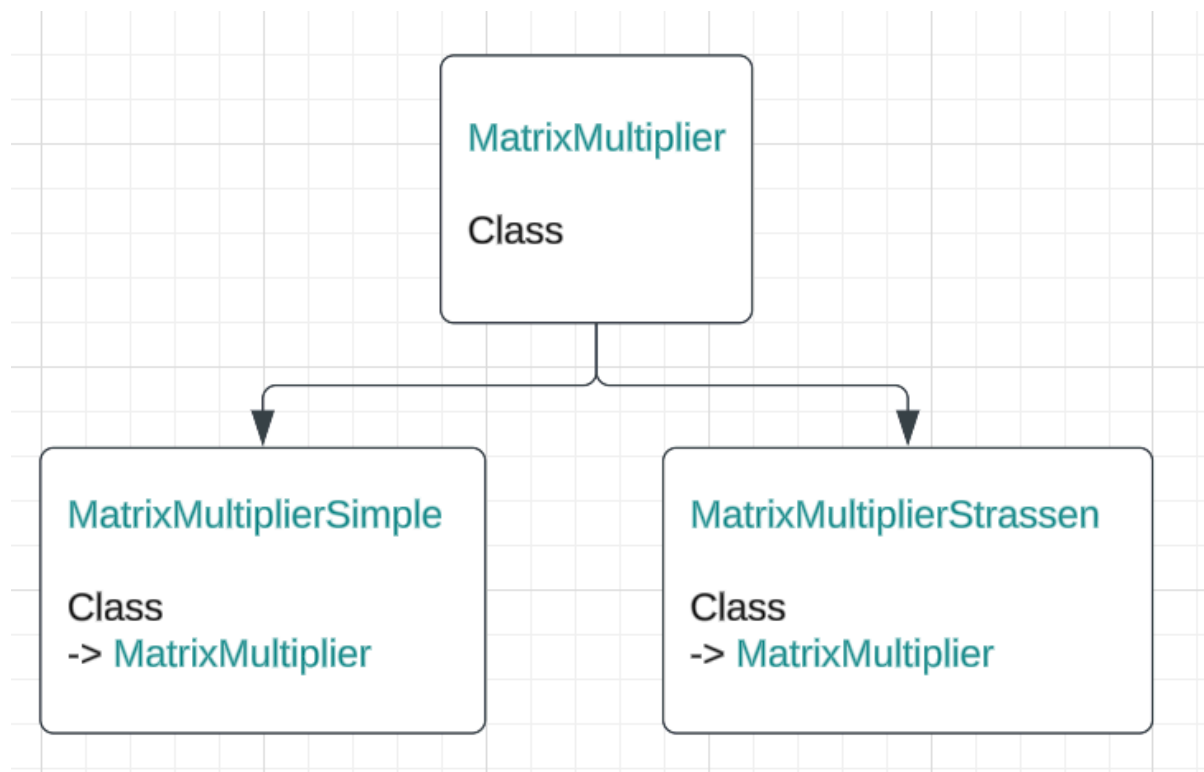 MatrixMultiplier
Class
MatrixMultiplierSimple
Class
-> MatrixMultiplier
MatrixMultiplierStrassen
Class
-> MatrixMultiplier